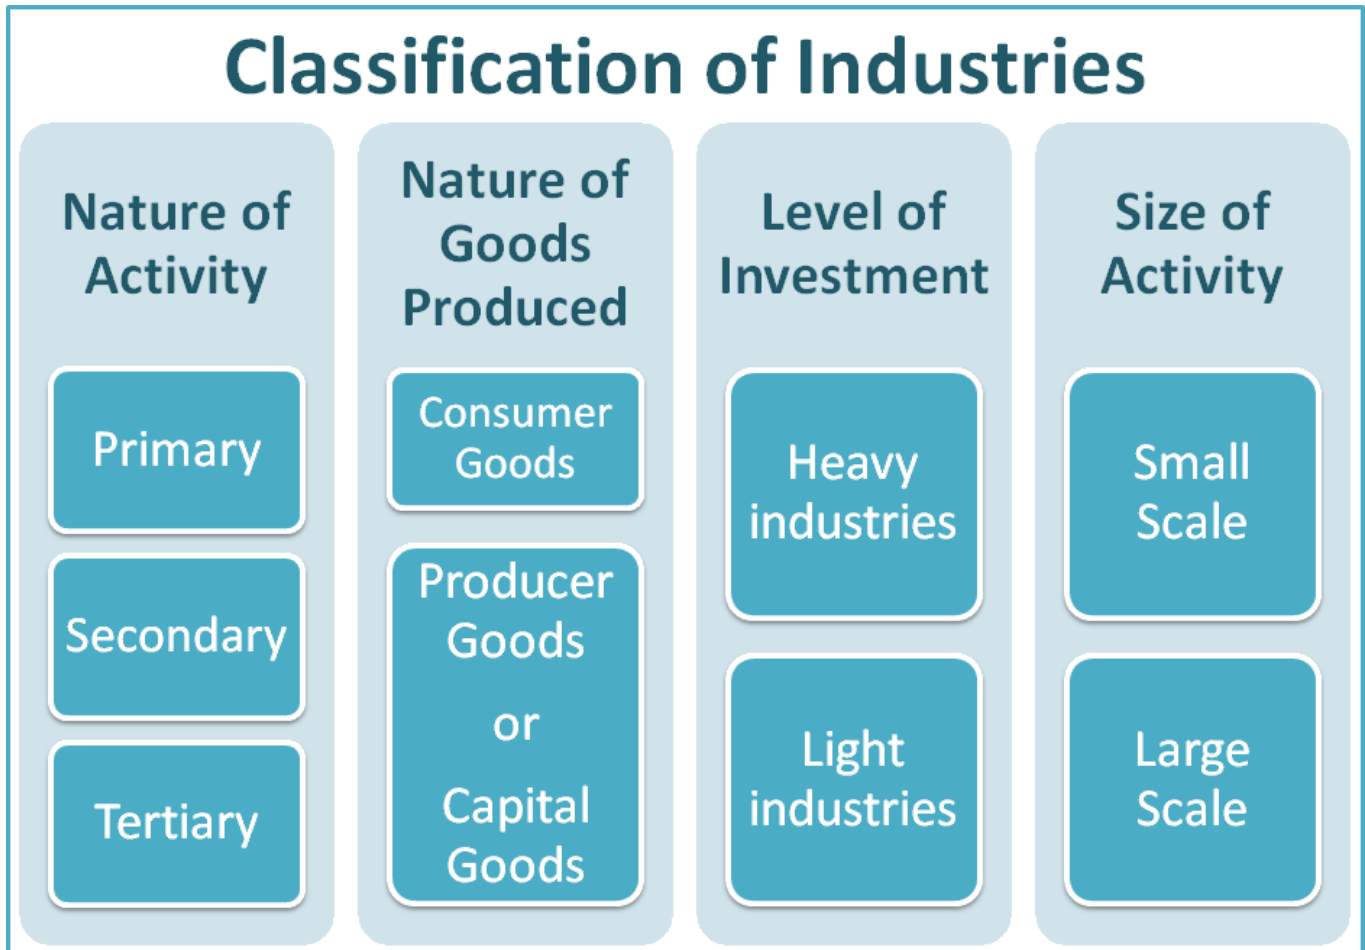 Classification of Industries
Nature of
Activity
Primary
Secondary
Tertiary
Nature of
Goods
Produced
Consumer
Goods
Producer
Goods
or
Capital
Goods
Level of
Investment
Heavy
industries
Light
industries
Size of
Activity
Small
Scale
Large
Scale